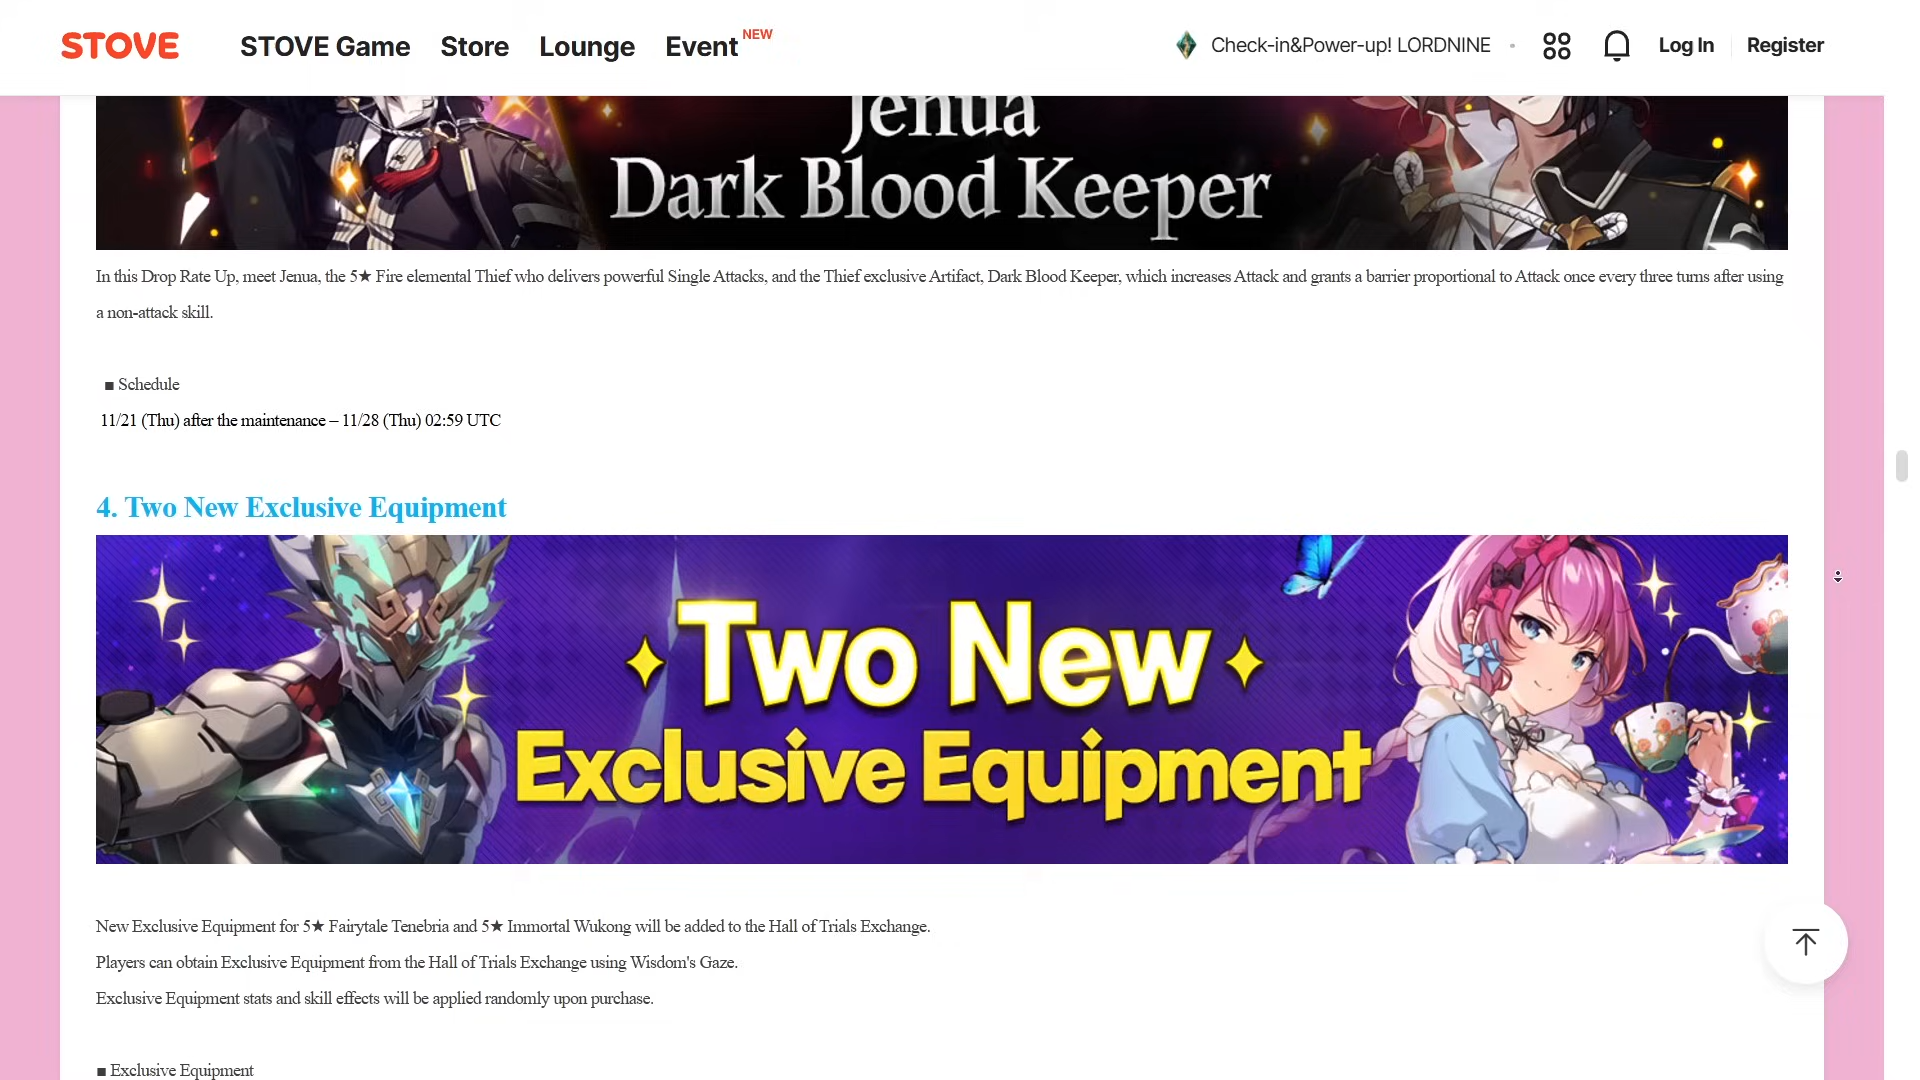 STOVE
STOVE Game
Store
Lounge
Event
NEW
Check-in&Power-up! LORDNINE
Log In
Register
Jenua
Dark Blood Keeper
In this Drop Rate Up, meet Jenua, the 5★ Fire elemental Thief who delivers powerful Single Attacks, and the Thief exclusive Artifact, Dark Blood Keeper, which increases Attack and grants a barrier proportional to Attack once every three turns after using
a non-attack skill.
■ Schedule
11/21 (Thu) after the maintenance – 11/28 (Thu) 02:59 UTC
4. Two New Exclusive Equipment
Two New
Exclusive Equipment
New Exclusive Equipment for 5★ Fairytale Tenebria and 5★ Immortal Wukong will be added to the Hall of Trials Exchange.
Players can obtain Exclusive Equipment from the Hall of Trials Exchange using Wisdom's Gaze.
Exclusive Equipment stats and skill effects will be applied randomly upon purchase.
■ Exclusive Equipment